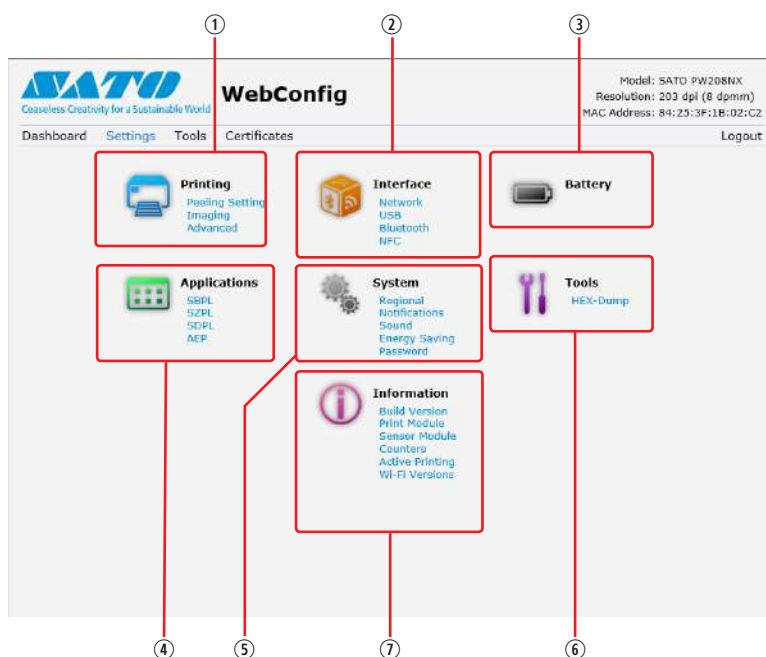 ① ② ③
SATO
Ceaseless Creativity for a Sustainable World
WebConfig
Model: SATO PW208NX
Resolution: 203 dpi (8 dpmm)
MAC Address: 84:25:3F:1B:02:C2
Dashboard Settings Tools Certificates Logout
Printing
Peeling Setting
Imaging
Advanced
Interface
Network
USB
Bluetooth
NFC
Battery
Applications
SBPL
SZPL
SDPL
AEP
System
Regional
Notifications
Sound
Energy Saving
Password
Tools
HEX-Dump
Information
Build Version
Print Module
Sensor Module
Counters
Active Printing
Wi-Fi Versions
④ ⑤ ⑦ ⑥